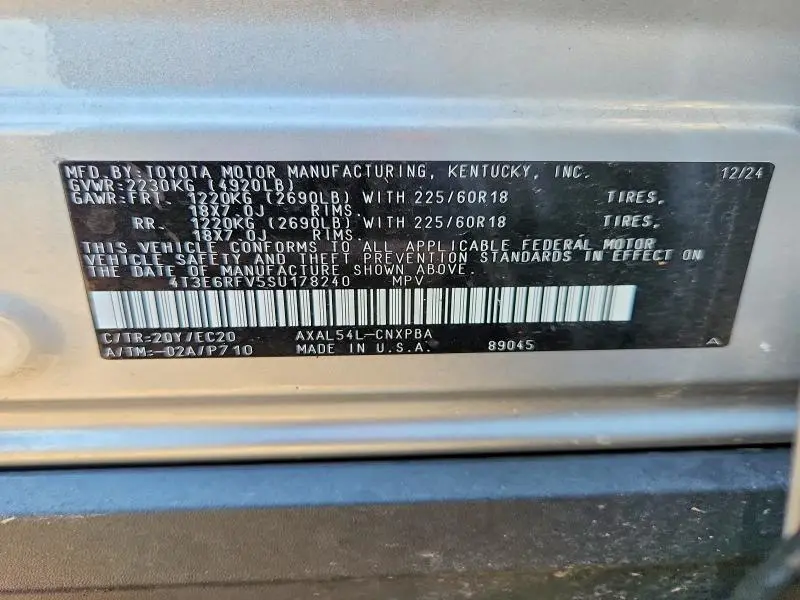 MFD.BY:TOYOTA MOTOR MANUFACTURING, KENTUCKY, INC. 12/24
GVWR:2230KG (4920LB)
GAWR:FRT. 1220KG (2690LB) WITH 225/60R18 TIRES,
18X7.0J RIMS,
RR. 1220KG (2690LB) WITH 225/60R18 TIRES,
18X7.0J RIMS.
THIS VEHICLE CONFORMS TO ALL APPLICABLE FEDERAL MOTOR
VEHICLE SAFETY AND THEFT PREVENTION STANDARDS IN EFFECT ON
THE DATE OF MANUFACTURE SHOWN ABOVE.
4T3E6RFV5SU178240 MPV
C/TR:2QY/EC20 AXAL54L-CNXPBA A
A/TM:-02A/P710 MADE IN U.S.A. 89045